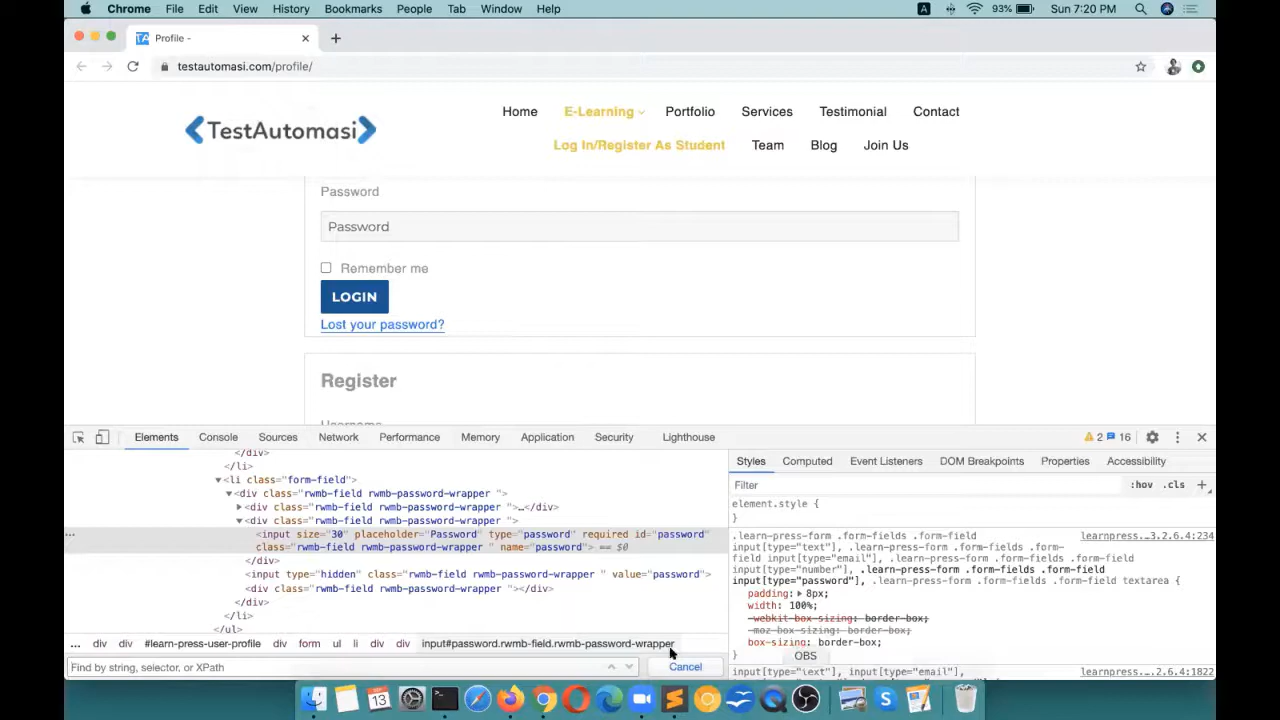 Chrome File Edit View History Bookmarks People Tab Window Help A 93% Sun 7:20 PM
TA Profile -
testautomasi.com/profile/
<TestAutomasi>
Home E-Learning Portfolio Services Testimonial Contact
Log In/Register As Student Team Blog Join Us
Password
Password
Remember me
LOGIN
Lost your password?
Register
Username
Elements Console Sources Network Performance Memory Application Security Lighthouse 2 16
</div>
</li>
<li class="form-field">
<div class="rwmb-field rwmb-password-wrapper ">
<div class="rwmb-field rwmb-password-wrapper ">…</div>
<div class="rwmb-field rwmb-password-wrapper ">
... <input size="30" placeholder="Password" type="password" required id="password"
class="rwmb-field rwmb-password-wrapper " name="password"> == $0
</div>
<input type="hidden" class="rwmb-field rwmb-password-wrapper " value="password">
<div class="rwmb-field rwmb-password-wrapper "></div>
</div>
</li>
</ul>
... div div #learn-press-user-profile div form ul li div div input#password.rwmb-field.rwmb-password-wrapper
Find by string, selector, or XPath Cancel
Styles Computed Event Listeners DOM Breakpoints Properties Accessibility
Filter :hov .cls +
element.style {
}
.learn-press-form .form-fields .form-field learnpress.…3.2.6.4:234
input[type="text"], .learn-press-form .form-fields .form-
field input[type="email"], .learn-press-form .form-fields .form-field
input[type="number"], .learn-press-form .form-fields .form-field
input[type="password"], .learn-press-form .form-fields .form-field textarea {
padding: 8px;
width: 100%;
-webkit-box-sizing: border-box;
-moz-box-sizing: border-box;
box-sizing: border-box;
}
OBS
input[type="text"], input[type="email"], learnpress.…2.6.4:1822
13